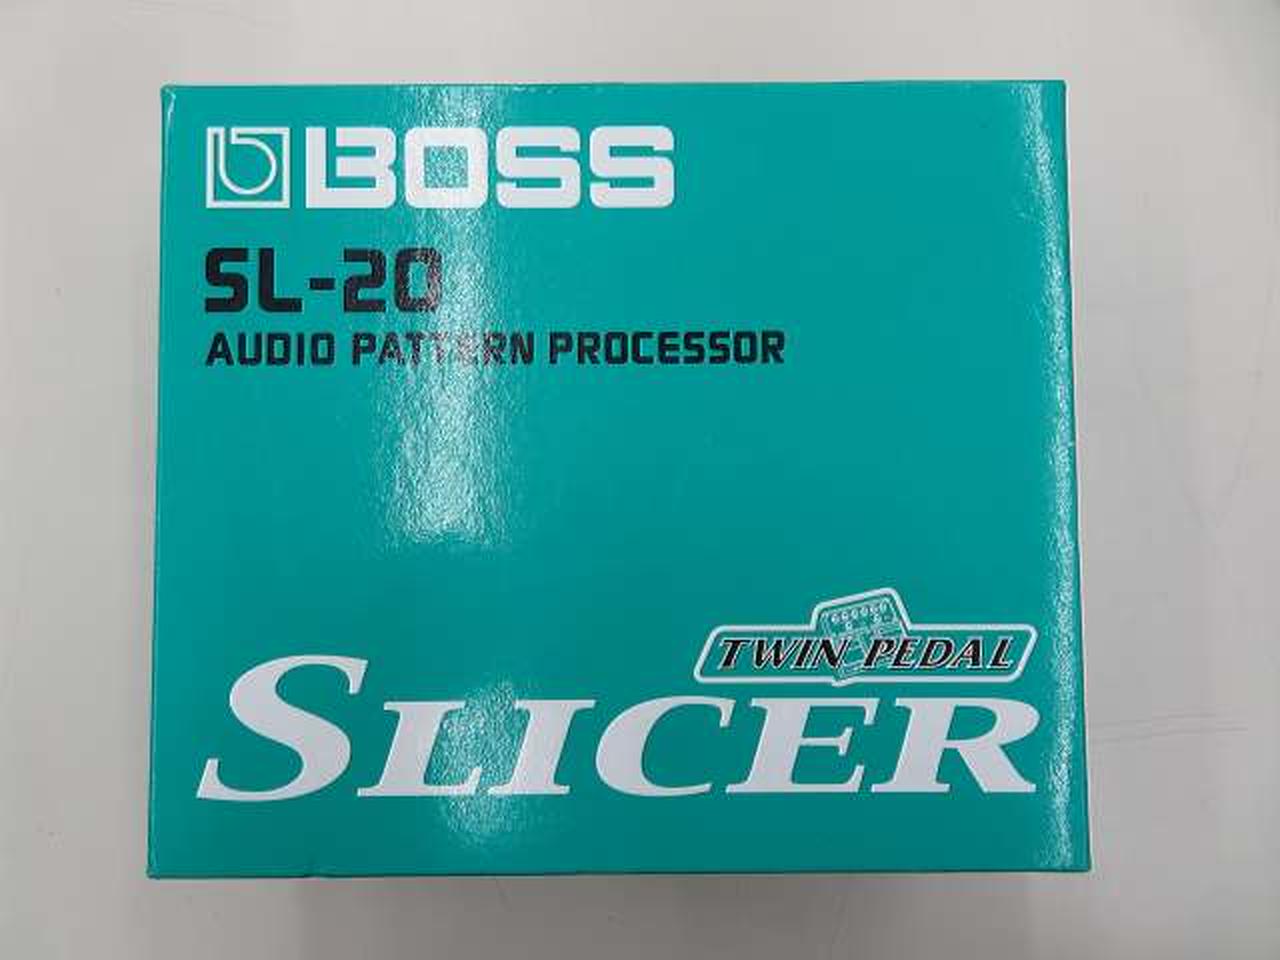 BOSS
SL-20
AUDIO PATTERN PROCESSOR
TWIN PEDAL
SLICER